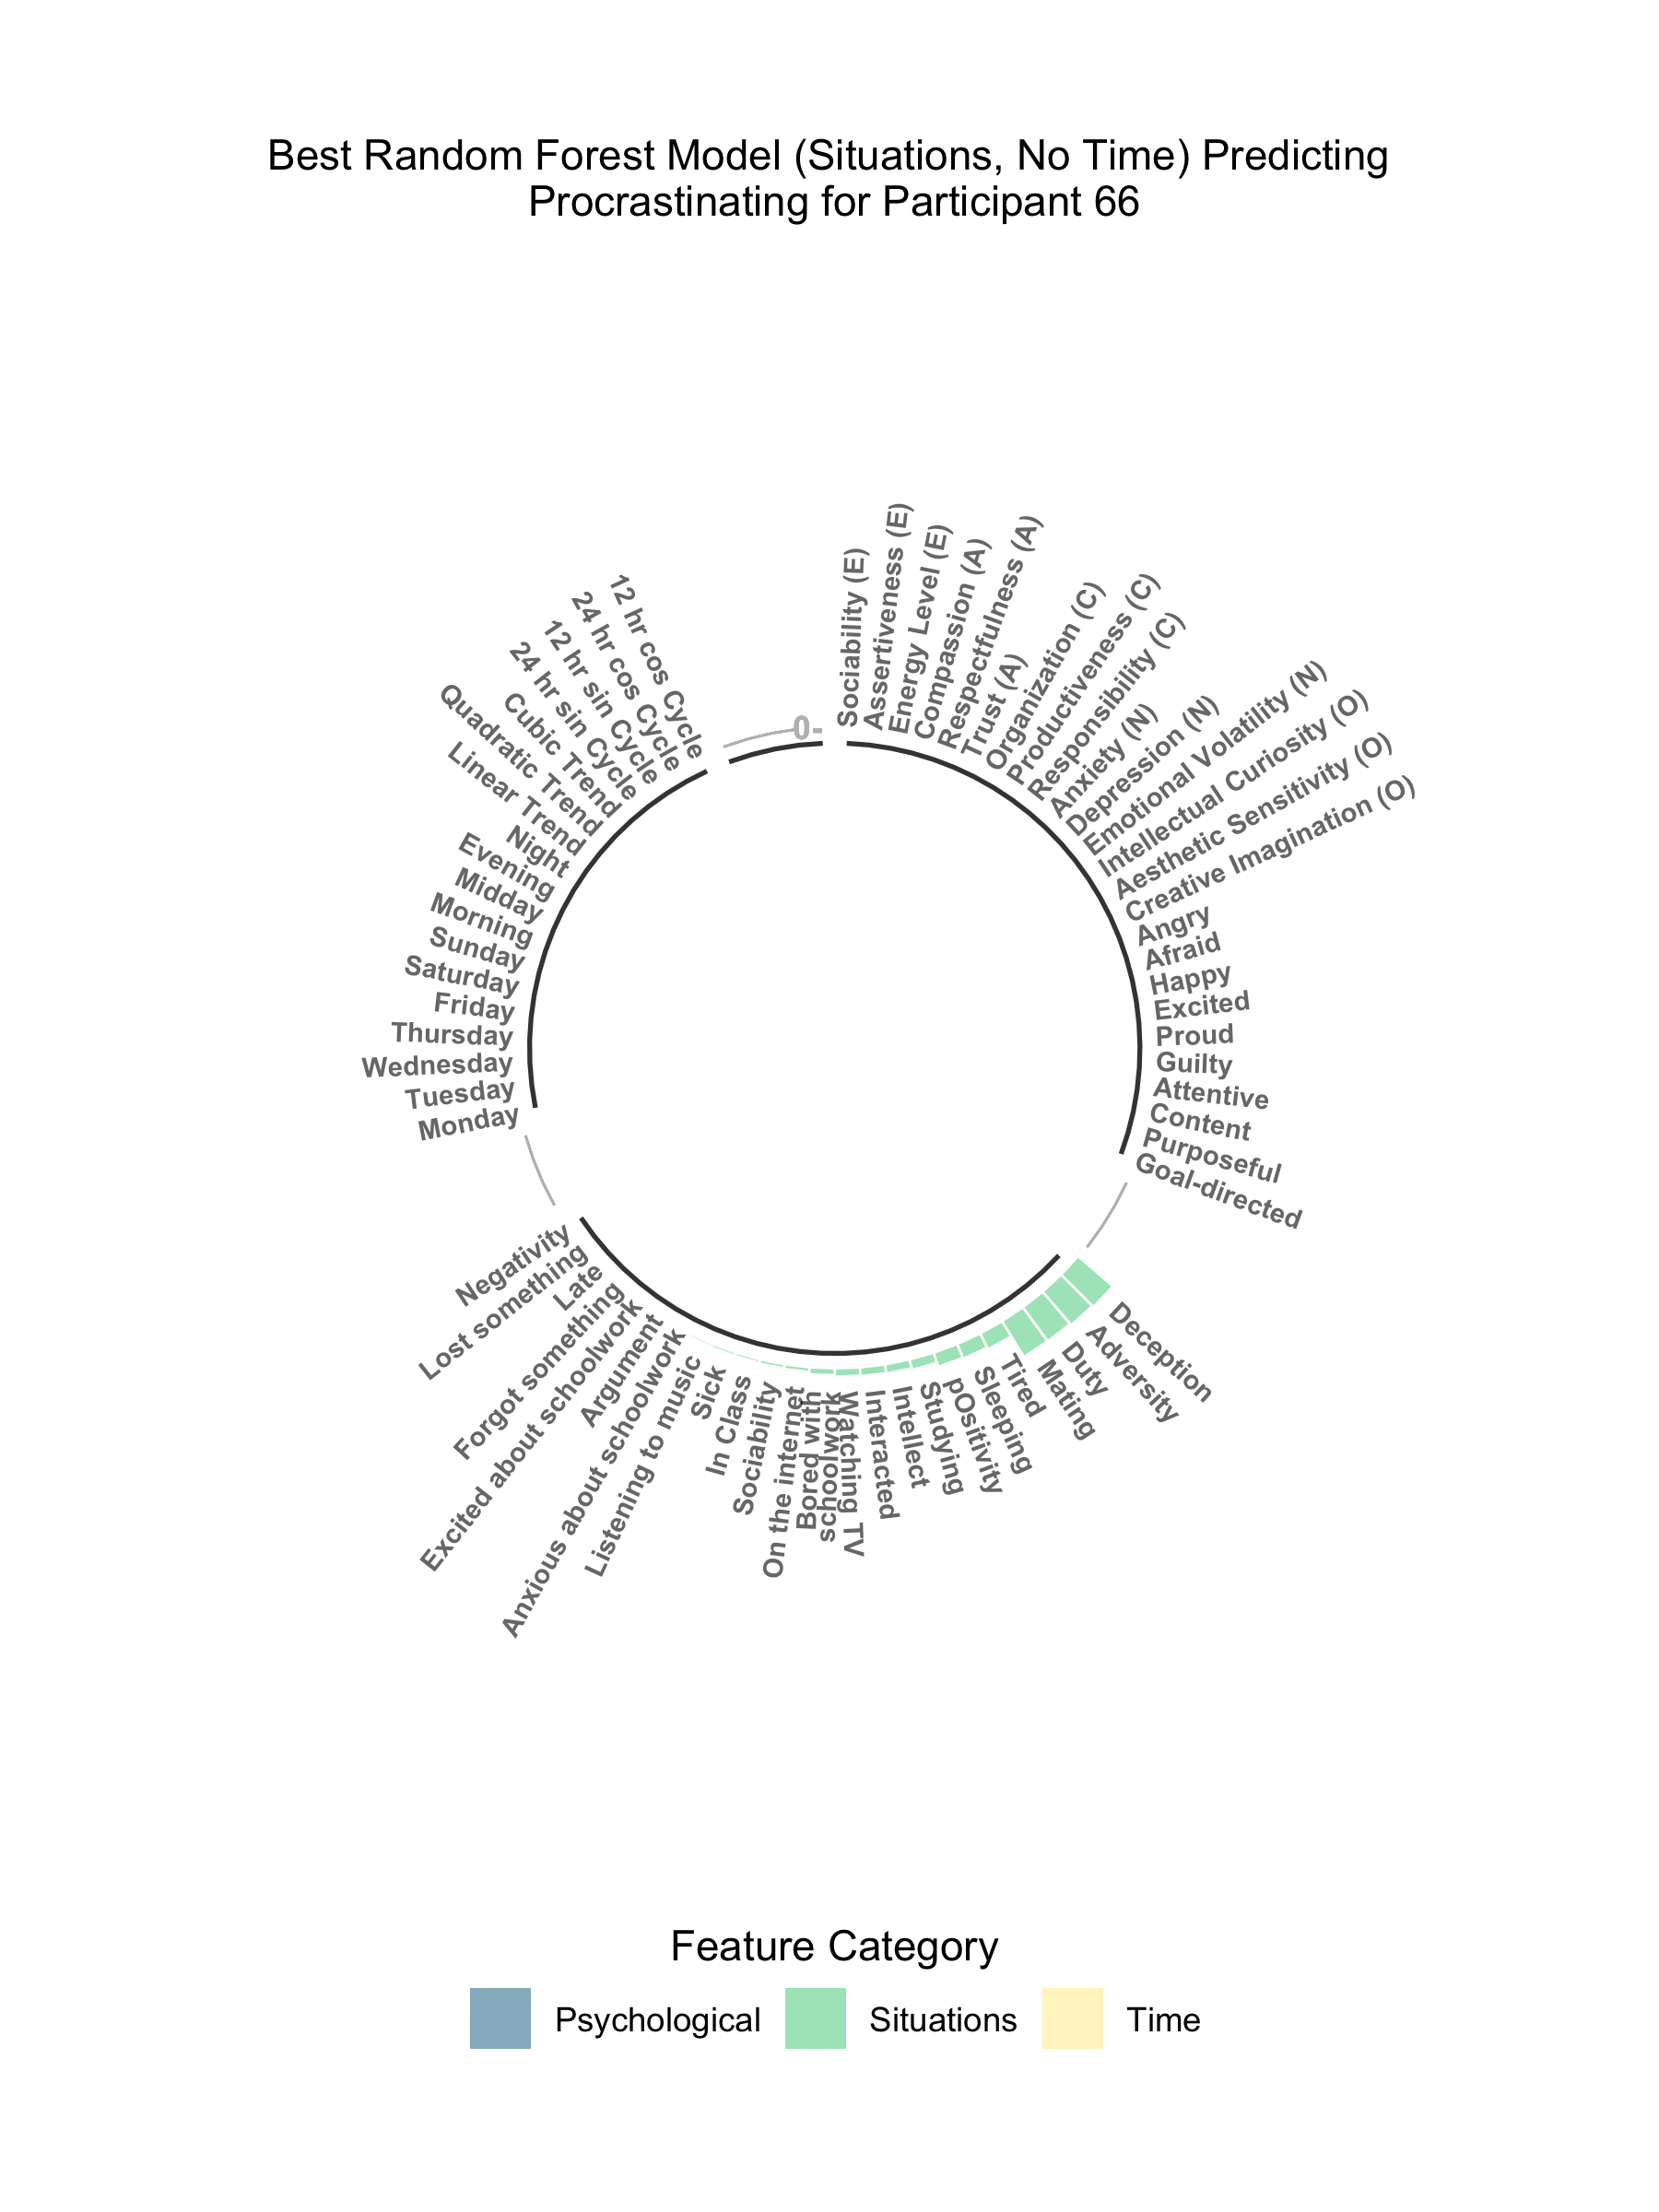 Best Random Forest Model (Situations, No Time) Predicting
Procrastinating for Participant 66
0-
Sociability (E)
Assertiveness (E)
Energy Level (E)
Compassion (A)
Respectfulness (A)
Trust (A)
Organization (C)
Productiveness (C)
Responsibility (C)
Anxiety (N)
Depression (N)
Emotional Volatility (N)
Intellectual Curiosity (O)
Aesthetic Sensitivity (O)
Creative Imagination (O)
Angry
Afraid
Happy
Excited
Proud
Guilty
Attentive
Content
Purposeful
Goal-directed
Deception
Adversity
Duty
Mating
Tired
Sleeping
pOsitivity
Studying
Intellect
Interacted
Watching TV
Bored with
schoolwork
On the internet
Sociability
In Class
Sick
Listening to music
Anxious about schoolwork
Argument
Excited about schoolwork
Forgot something
Late
Lost something
Negativity
Monday
Tuesday
Wednesday
Thursday
Friday
Saturday
Sunday
Morning
Midday
Evening
Night
Linear Trend
Quadratic Trend
Cubic Trend
24 hr sin Cycle
12 hr sin Cycle
24 hr cos Cycle
12 hr cos Cycle
Feature Category
Psychological
Situations
Time